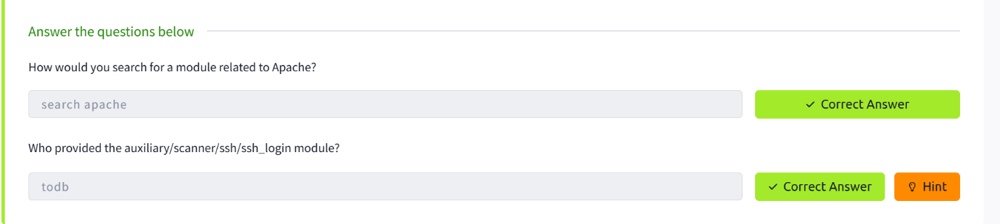 Answer the questions below
How would you search for a module related to Apache?
search apache
Correct Answer
Who provided the auxiliary/scanner/ssh/ssh_login module?
todb
Correct Answer
Hint